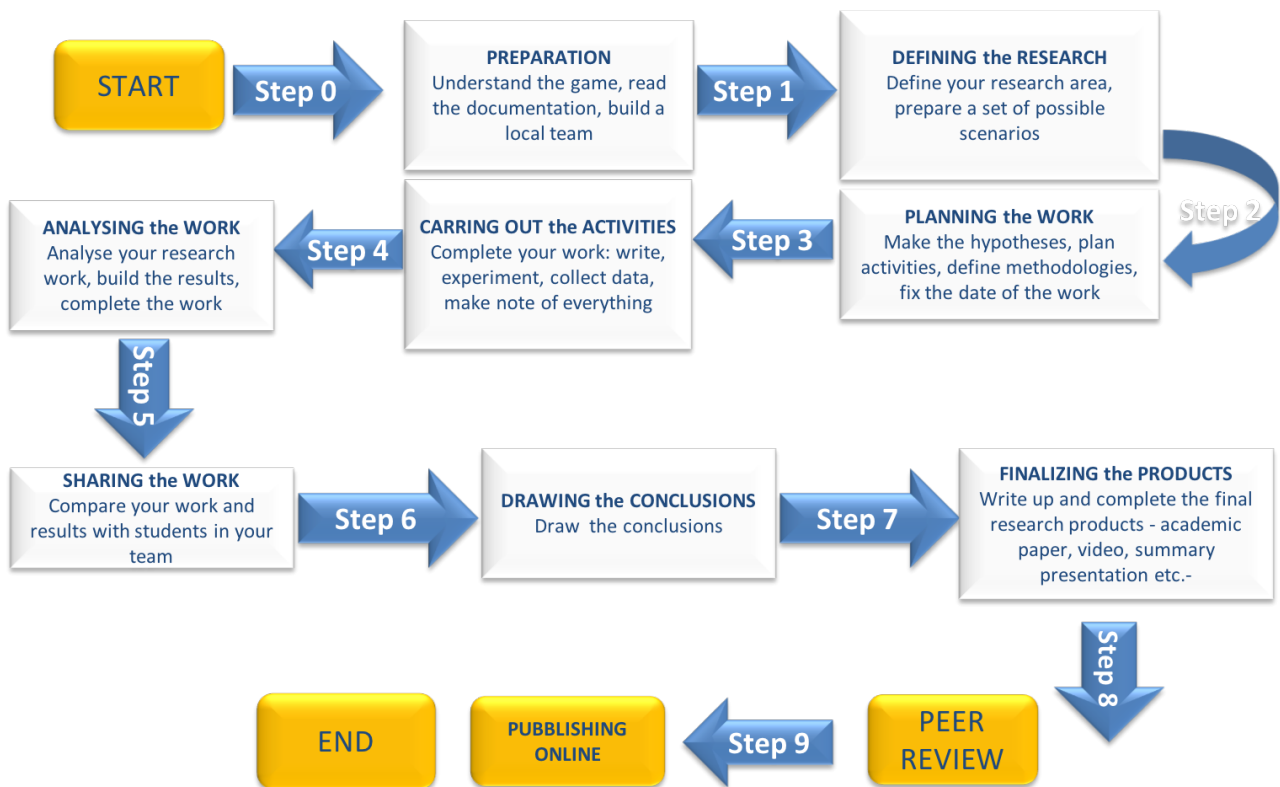 START
Step 0
PREPARATION
Understand the game, read
the documentation, build a
local team
Step 1
DEFINING the RESEARCH
Define your research area,
prepare a set of possible
scenarios
Step 2
PLANNING the WORK
Make the hypotheses, plan
activities, define methodologies,
fix the date of the work
Step 3
CARRING OUT the ACTIVITIES
Complete your work: write,
experiment, collect data,
make note of everything
Step 4
ANALYSING the WORK
Analyse your research
work, build the results,
complete the work
Step 5
SHARING the WORK
Compare your work and
results with students in your
team
Step 6
DRAWING the CONCLUSIONS
Draw the conclusions
Step 7
FINALIZING the PRODUCTS
Write up and complete the final
research products - academic
paper, video, summary
presentation etc.-
Step 8
PEER
REVIEW
Step 9
PUBBLISHING
ONLINE
END